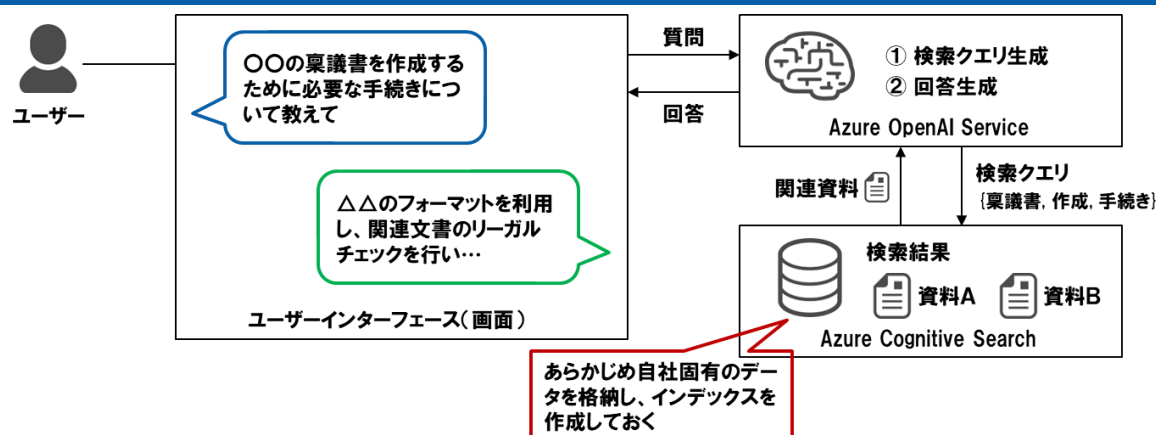 ユーザー
〇〇の稟議書を作成する
ために必要な手続きにつ
いて教えて
△△のフォーマットを利用
し、関連文書のリーガル
チェックを行い…
ユーザーインターフェース(画面)
質問
回答
① 検索クエリ生成
② 回答生成
Azure OpenAI Service
関連資料
検索クエリ
{稟議書, 作成, 手続き}
検索結果
資料A
資料B
Azure Cognitive Search
あらかじめ自社固有のデー
タを格納し、インデックスを
作成しておく